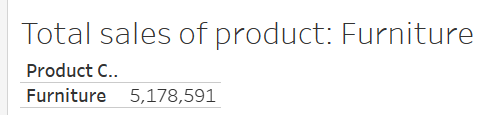 Total sales of product: Furniture
Product C..
Furniture 5,178,591